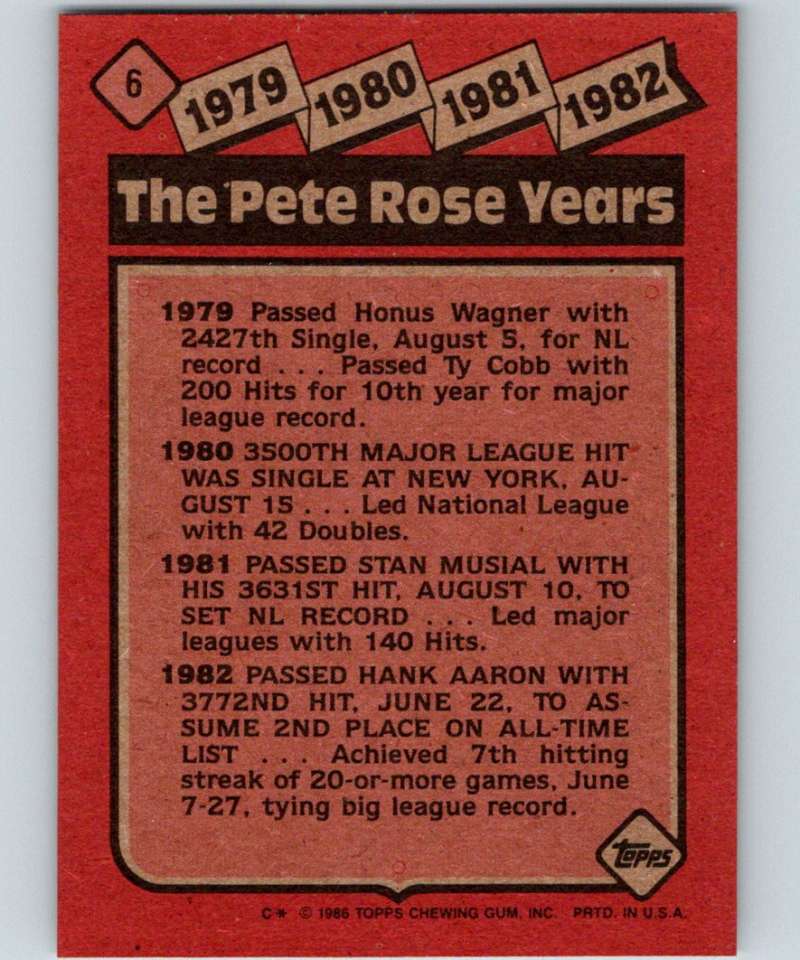 6
1979 1980 1981 1982
The Pete Rose Years
1979 Passed Honus Wagner with
2427th Single, August 5, for NL
record . . . Passed Ty Cobb with
200 Hits for 10th year for major
league record.
1980 3500TH MAJOR LEAGUE HIT
WAS SINGLE AT NEW YORK, AU-
GUST 15 . . . Led National League
with 42 Doubles.
1981 PASSED STAN MUSIAL WITH
HIS 3631ST HIT, AUGUST 10, TO
SET NL RECORD . . . Led major
leagues with 140 Hits.
1982 PASSED HANK AARON WITH
3772ND HIT, JUNE 22, TO AS-
SUME 2ND PLACE ON ALL-TIME
LIST . . . Achieved 7th hitting
streak of 20-or-more games, June
7-27, tying big league record.
topps
C* © 1986 TOPPS CHEWING GUM, INC. PRTD. IN U.S.A.